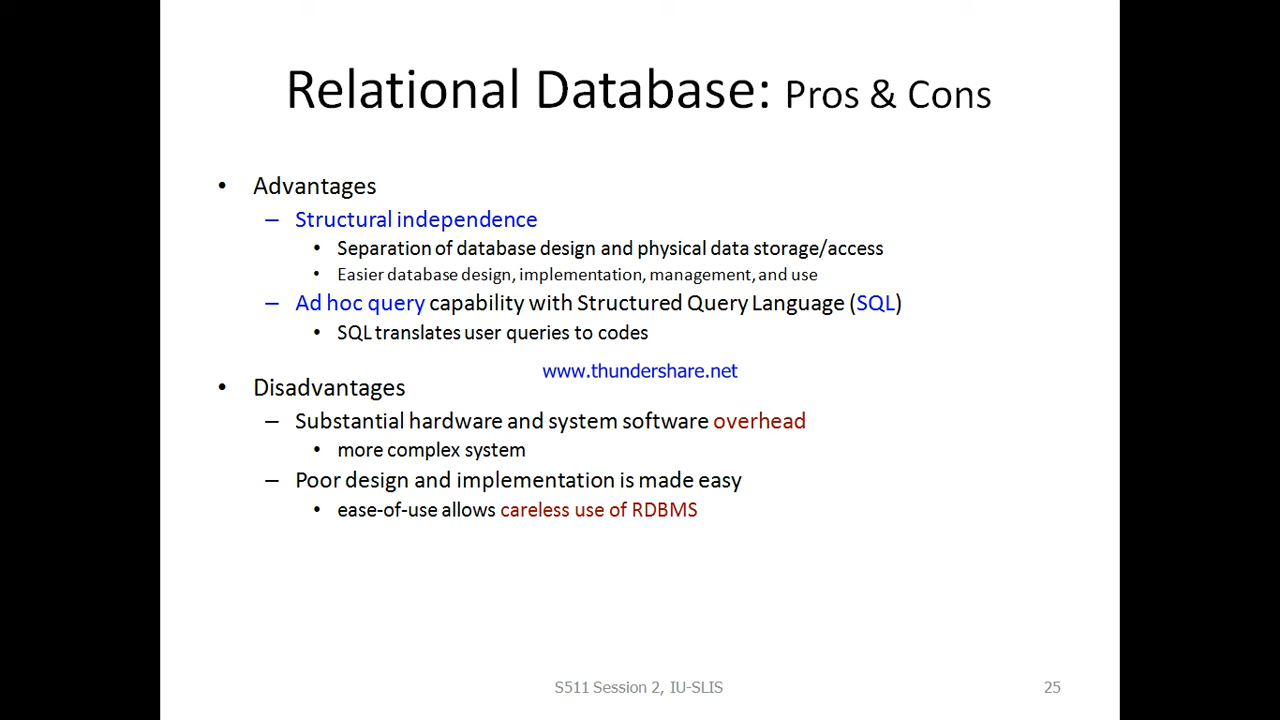 Relational Database: Pros & Cons
• Advantages
– Structural independence
• Separation of database design and physical data storage/access
• Easier database design, implementation, management, and use
– Ad hoc query capability with Structured Query Language (SQL)
• SQL translates user queries to codes
www.thundershare.net
• Disadvantages
– Substantial hardware and system software overhead
• more complex system
– Poor design and implementation is made easy
• ease-of-use allows careless use of RDBMS
S511 Session 2, IU-SLIS
25